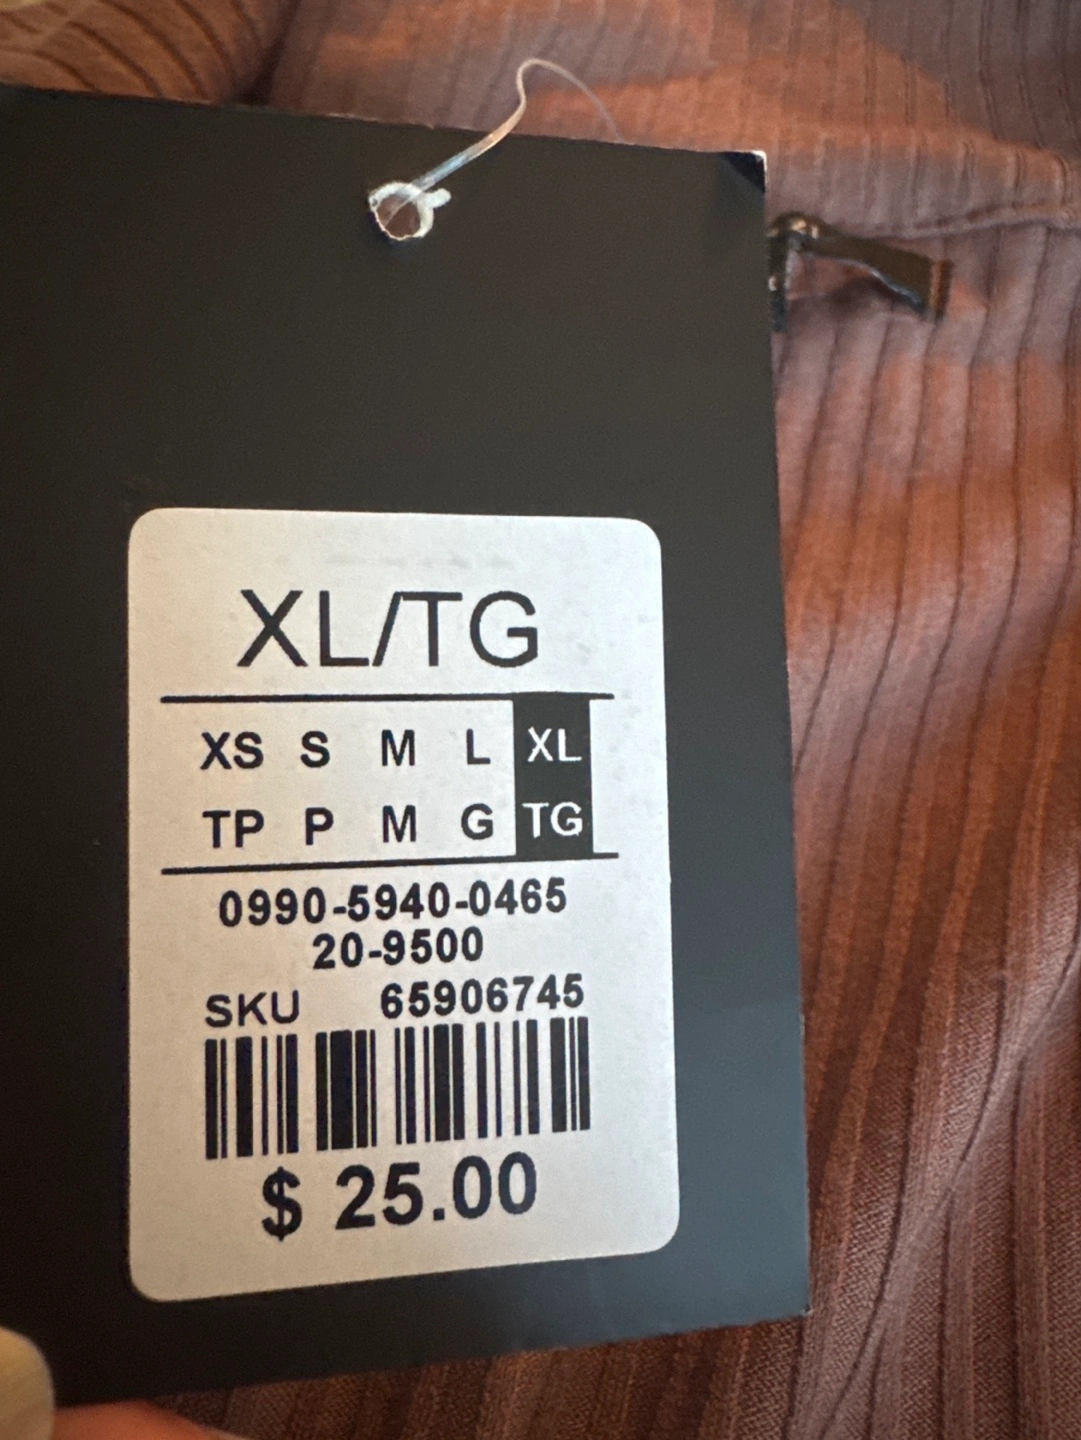 XL/TG
XS S M L XL
TP P M G TG
0990-5940-0465
20-9500
SKU 65906745
$ 25.00